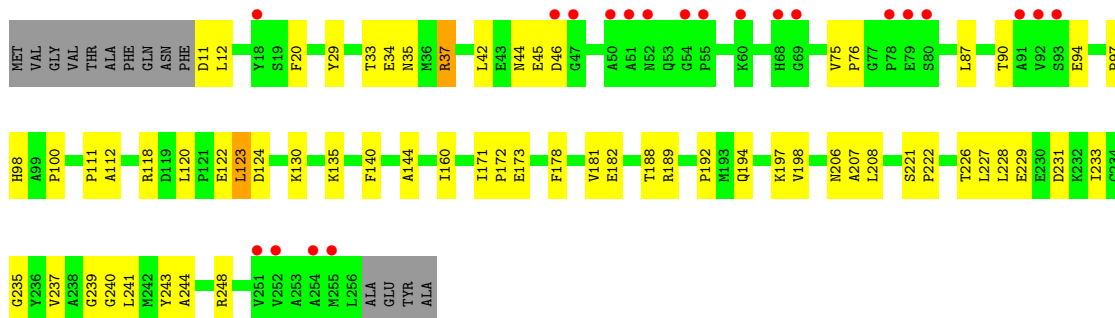 MET VAL GLY VAL THR ALA PHE GLN ASN PHE D11 L12 Y18 S19 F20 Y29 T33 E34 N35 M36 R37 L42 E43 N44 E45 D46 G47 A50 A51 N52 Q53 G54 P55 K60 H68 G69 V75 P76 G77 P78 E79 S80 L87 T90 A91 V92 S93 E94
H98 A99 P100 P111 A112 R118 D119 L120 P121 E122 L123 D124 K130 K135 F140 A144 I160 I171 P172 E173 F178 V181 E182 T188 R189 P192 M193 Q194 K197 V198 N206 A207 L208 S221 P222 T226 L227 L228 E229 E230 D231 K232 I233
G235 Y236 V237 A238 G239 G240 L241 M242 Y243 A244 R248 V251 V252 A253 A254 M255 L256 ALA GLU TYR ALA